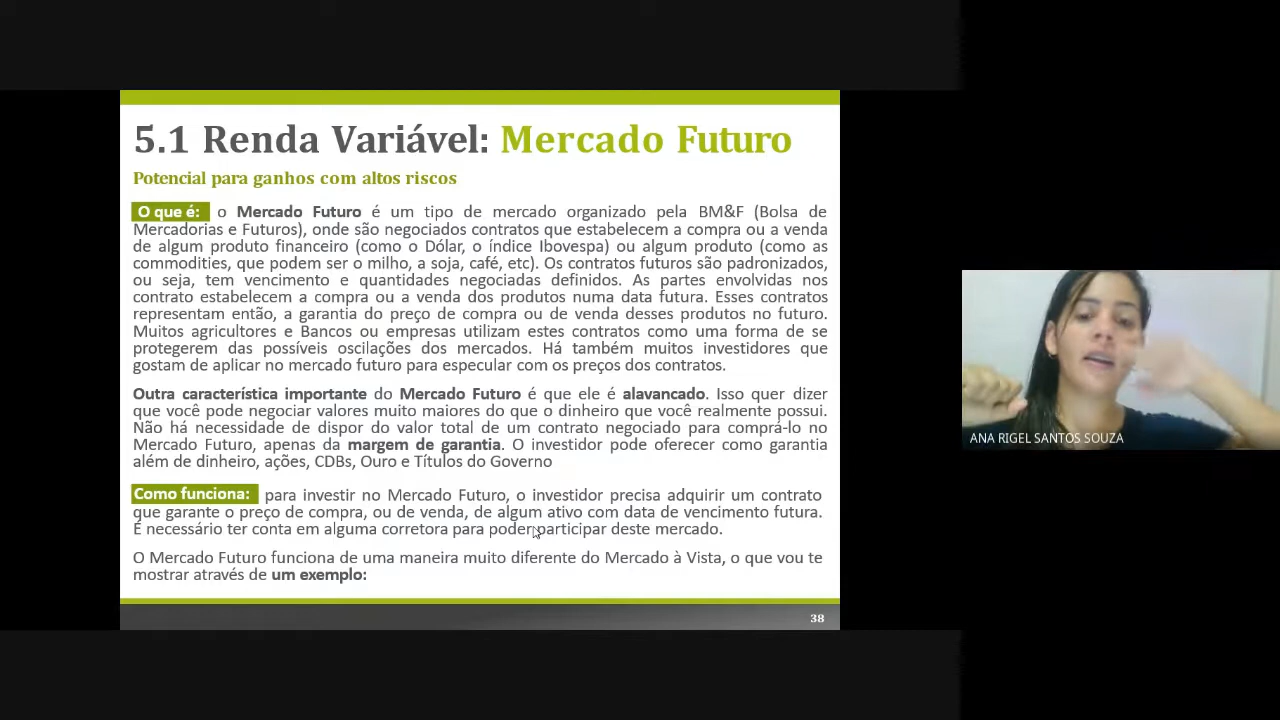 5.1 Renda Variável: Mercado Futuro
Potencial para ganhos com altos riscos
O que é: o Mercado Futuro é um tipo de mercado organizado pela BM&F (Bolsa de
Mercadorias e Futuros), onde são negociados contratos que estabelecem a compra ou a venda
de algum produto financeiro (como o Dólar, o índice Ibovespa) ou algum produto (como as
commodities, que podem ser o milho, a soja, café, etc). Os contratos futuros são padronizados,
ou seja, tem vencimento e quantidades negociadas definidos. As partes envolvidas nos
contrato estabelecem a compra ou a venda dos produtos numa data futura. Esses contratos
representam então, a garantia do preço de compra ou de venda desses produtos no futuro.
Muitos agricultores e Bancos ou empresas utilizam estes contratos como uma forma de se
protegerem das possíveis oscilações dos mercados. Há também muitos investidores que
gostam de aplicar no mercado futuro para especular com os preços dos contratos.
Outra característica importante do Mercado Futuro é que ele é alavancado. Isso quer dizer
que você pode negociar valores muito maiores do que o dinheiro que você realmente possui.
Não há necessidade de dispor do valor total de um contrato negociado para comprá-lo no
Mercado Futuro, apenas da margem de garantia. O investidor pode oferecer como garantia
além de dinheiro, ações, CDBs, Ouro e Títulos do Governo
Como funciona: para investir no Mercado Futuro, o investidor precisa adquirir um contrato
que garante o preço de compra, ou de venda, de algum ativo com data de vencimento futura.
É necessário ter conta em alguma corretora para poder participar deste mercado.
O Mercado Futuro funciona de uma maneira muito diferente do Mercado à Vista, o que vou te
mostrar através de um exemplo:
38
ANA RIGEL SANTOS SOUZA